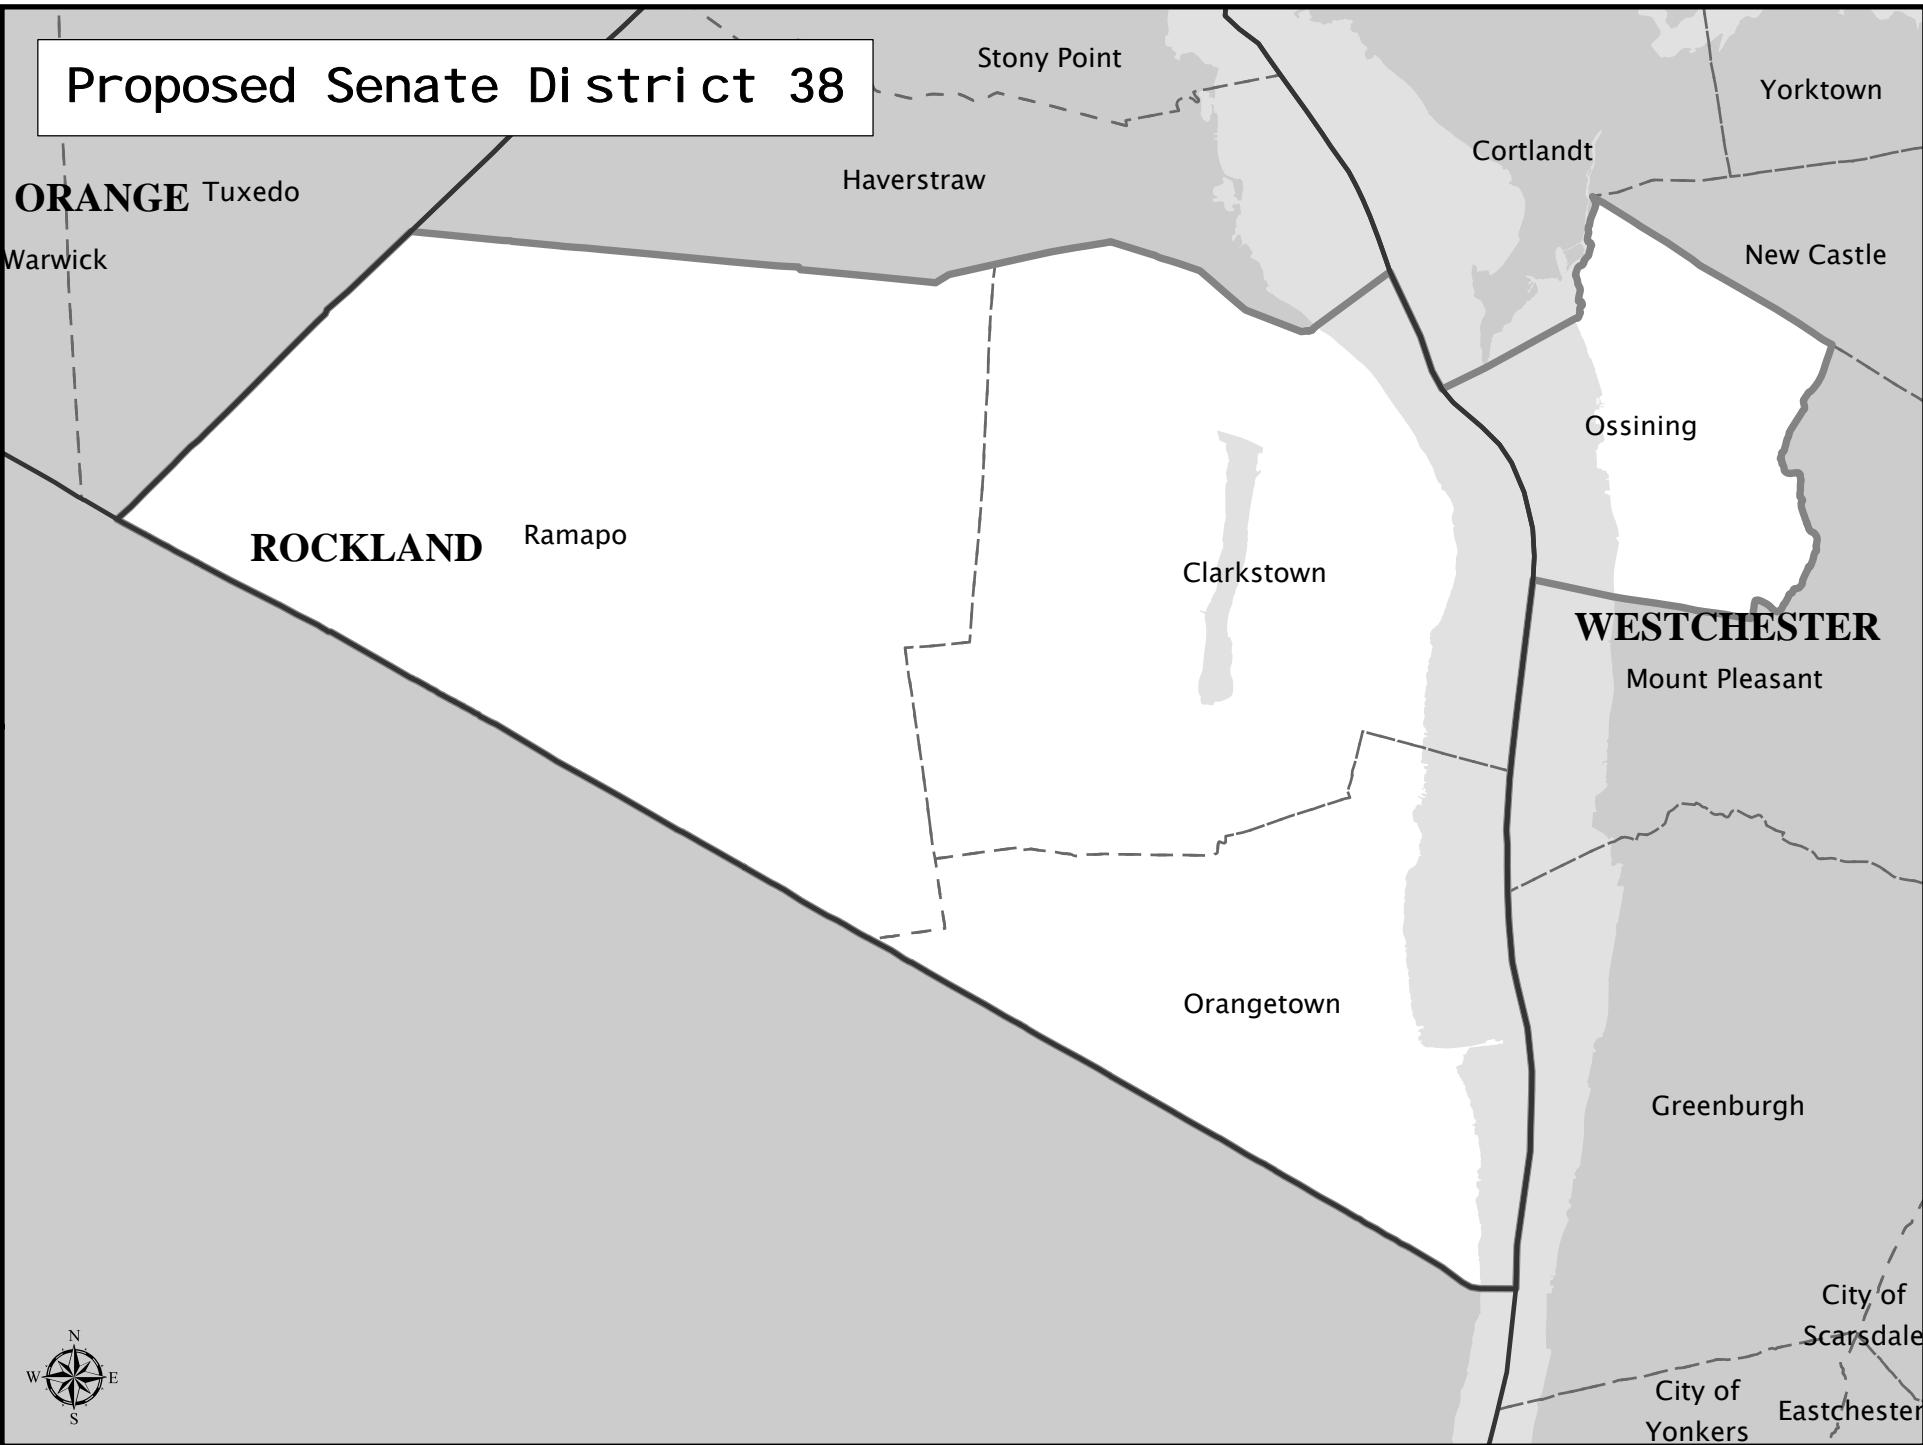 Proposed Senate District 38
Stony Point
Yorktown
Cortlandt
Haverstraw
ORANGE
Tuxedo
Warwick
New Castle
Ossining
Ramapo
ROCKLAND
Clarkstown
WESTCHESTER
Mount Pleasant
Orangetown
Greenburgh
City of
Scarsdale
City of
Yonkers
Eastchester
N
W
E
S